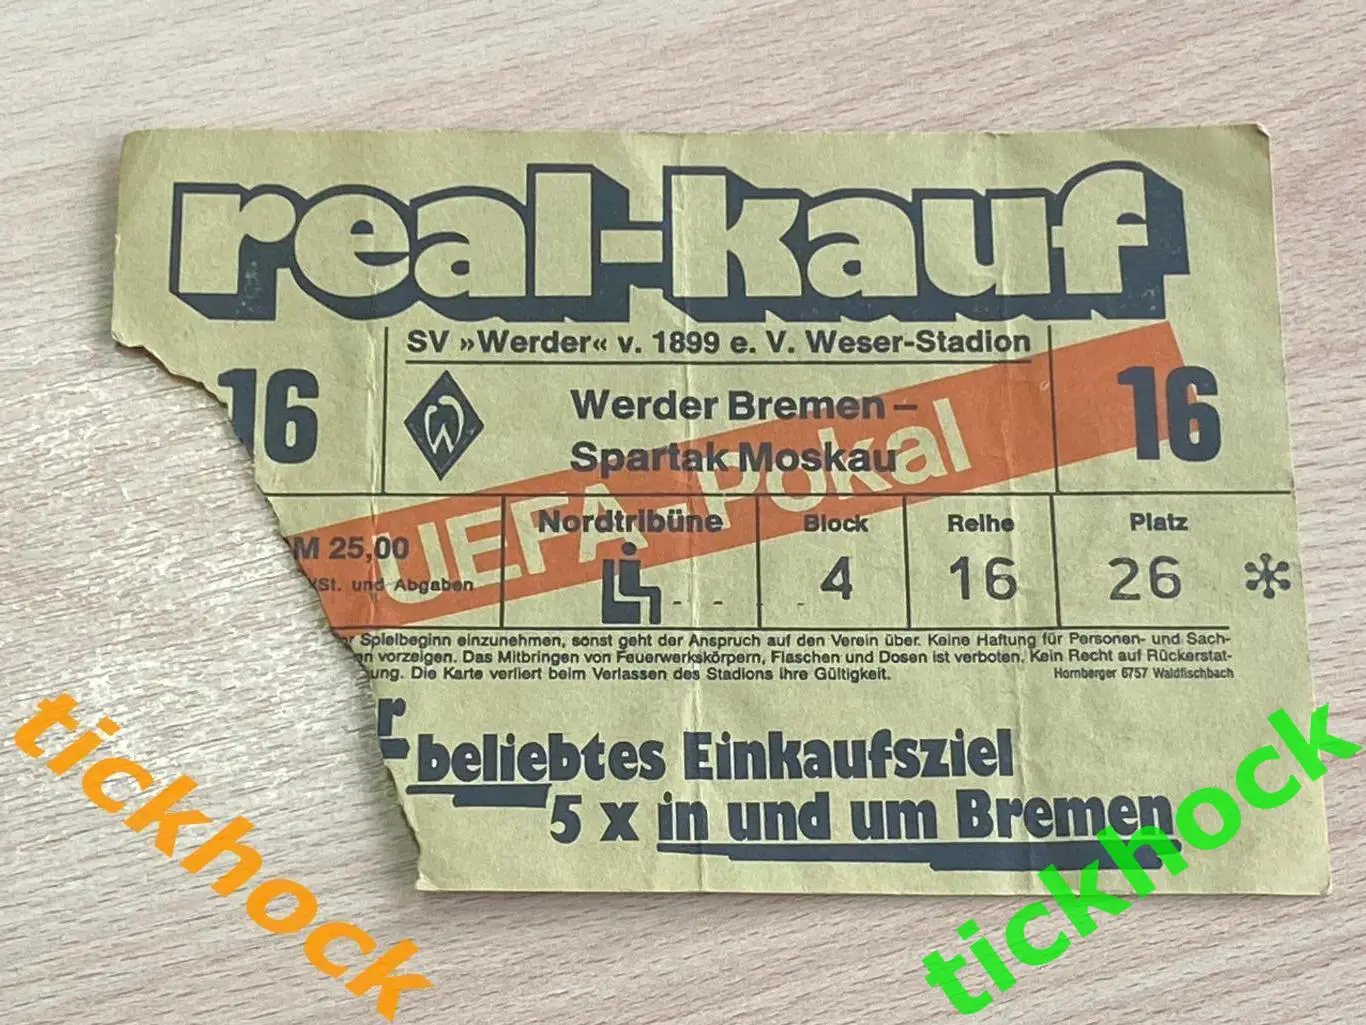 real-kauf
SV »Werder« v. 1899 e. V. Weser-Stadion
16
Werder Bremen –
Spartak Moskau
16
UEFA-Pokal
M 25,00
St. und Abgaben
Nordtribüne
Block
Reihe
Platz
4
16
26
Spielbeginn einzunehmen, sonst geht der Anspruch auf den Verein über. Keine Haftung für Personen- und Sach-
en vorzeigen. Das Mitbringen von Feuerwerkskörpern, Flaschen und Dosen ist verboten. Kein Recht auf Rückerstat-
ung. Die Karte verliert beim Verlassen des Stadions ihre Gültigkeit.
Hornberger 6757 Waldfischbach
r
beliebtes Einkaufsziel
5 x in und um Bremen
tickhock
tickhock